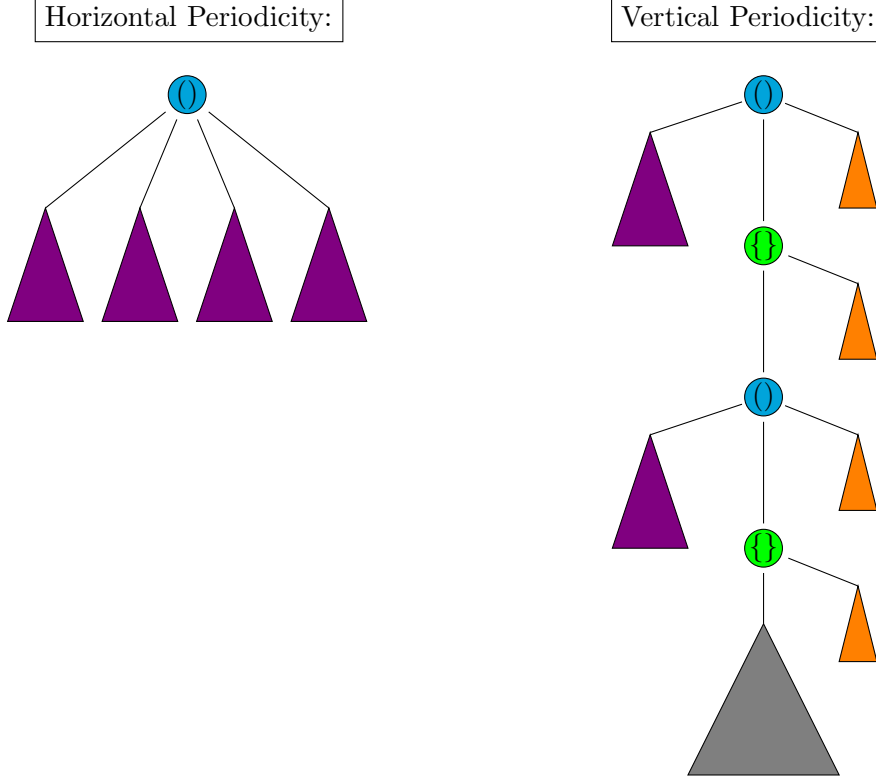 Horizontal Periodicity:
Vertical Periodicity:
()
()
{}
()
{}